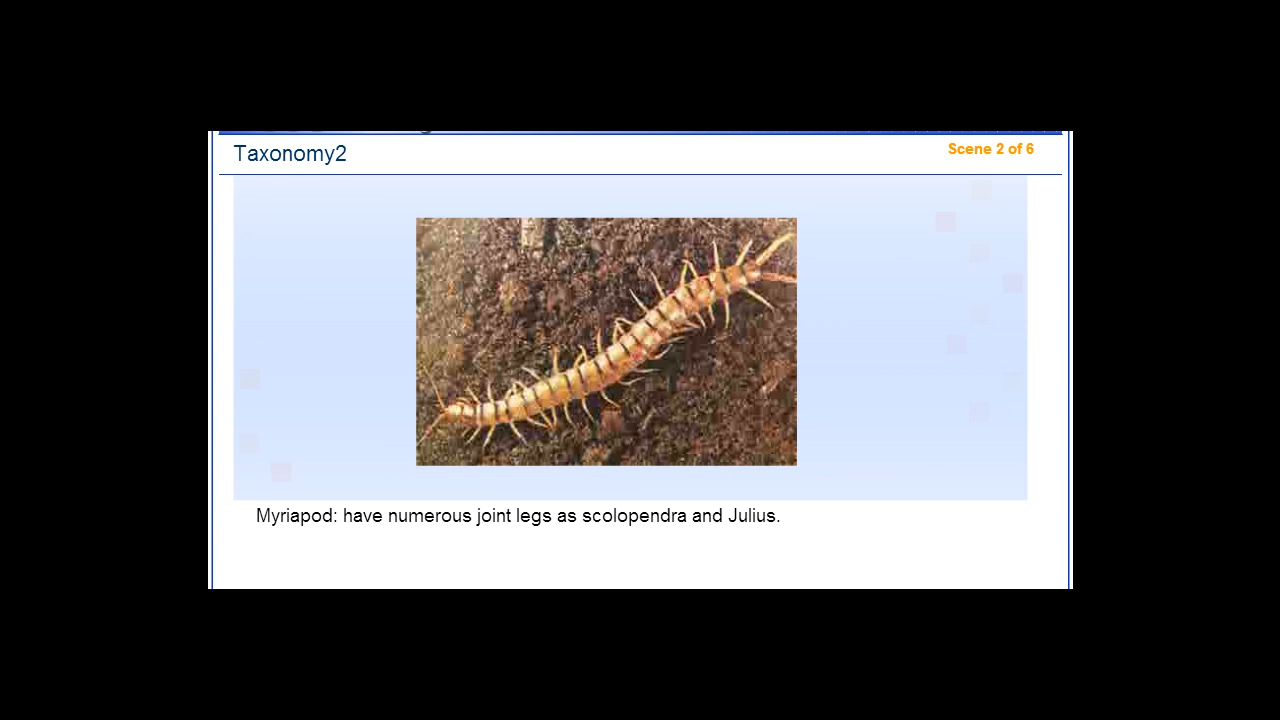 Taxonomy2
Scene 2 of 6
Myriapod: have numerous joint legs as scolopendra and Julius.